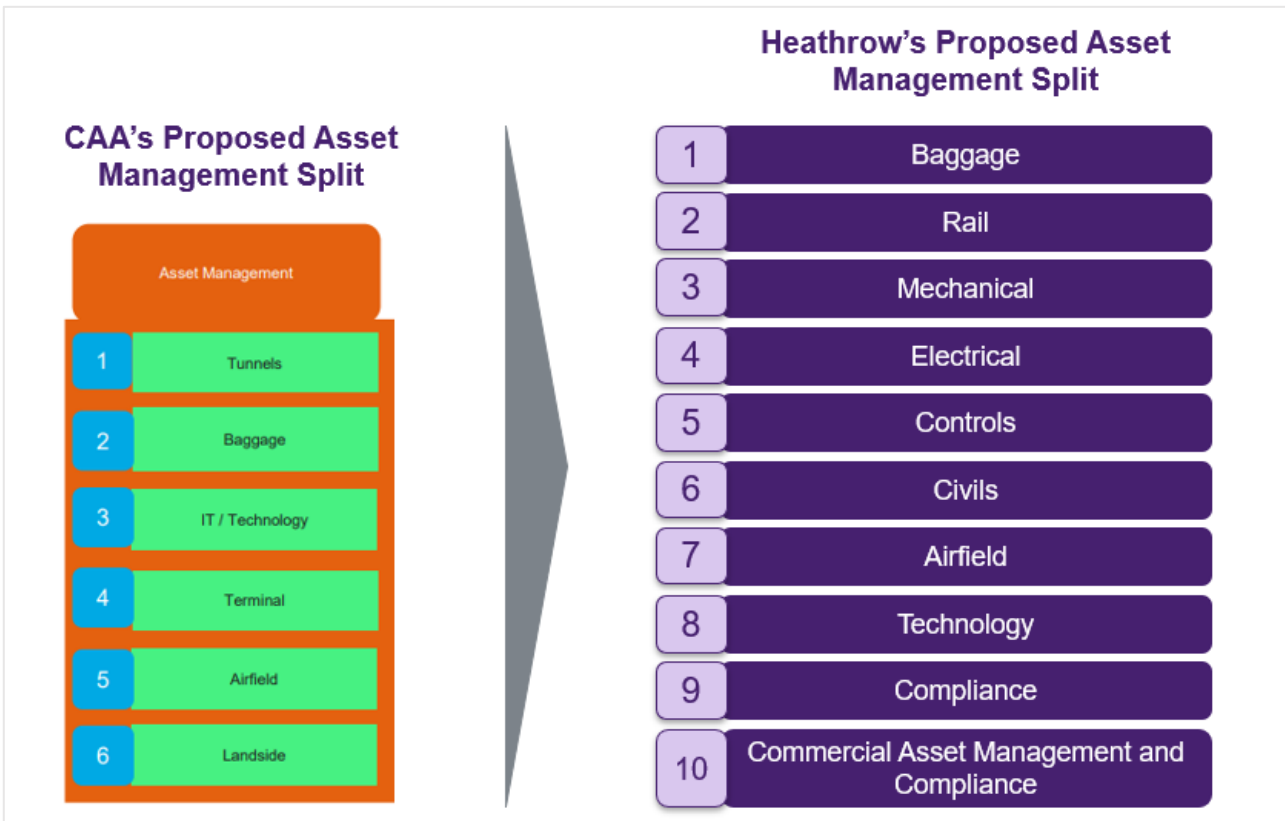 CAA’s Proposed Asset
Management Split
Asset Management
1
Tunnels
2
Baggage
3
IT / Technology
4
Terminal
5
Airfield
6
Landside
Heathrow’s Proposed Asset
Management Split
1
Baggage
2
Rail
3
Mechanical
4
Electrical
5
Controls
6
Civils
7
Airfield
8
Technology
9
Compliance
10
Commercial Asset Management and
Compliance